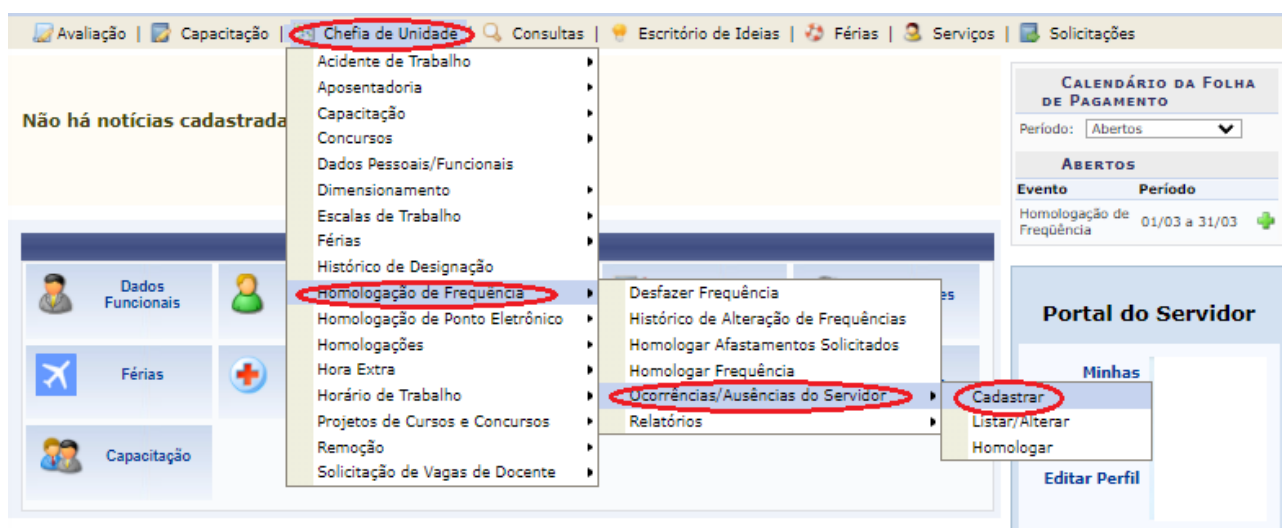 Avaliação | Capacitação | Chefia de Unidade | Consultas | Escritório de Ideias | Férias | Serviços | Solicitações
Não há notícias cadastrada
Acidente de Trabalho
Aposentadoria
Capacitação
Concursos
Dados Pessoais/Funcionais
Dimensionamento
Escalas de Trabalho
Férias
Histórico de Designação
Homologação de Frequência
Homologação de Ponto Eletrônico
Homologações
Hora Extra
Horário de Trabalho
Projetos de Cursos e Concursos
Remoção
Solicitação de Vagas de Docente
Desfazer Frequência
Histórico de Alteração de Frequências
Homologar Afastamentos Solicitados
Homologar Frequência
Ocorrências/Ausências do Servidor
Relatórios
Cadastrar
Listar/Alterar
Homologar
Dados
Funcionais
es
Férias
Capacitação
CALENDÁRIO DA FOLHA
DE PAGAMENTO
Período: Abertos
ABERTOS
Evento Período
Homologação de
Freqüência 01/03 a 31/03
Portal do Servidor
Minhas
Editar Perfil